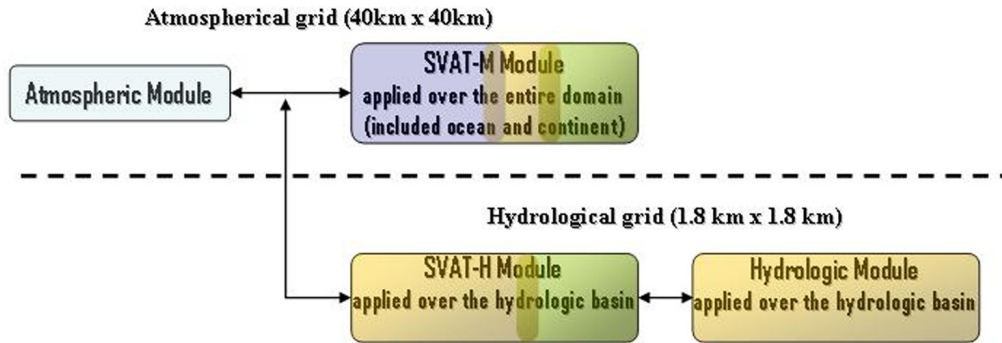 Atmospherical grid (40km x 40km)
Atmospheric Module
SVAT-M Module
applied over the entire domain
(included ocean and continent)
Hydrological grid (1.8 km x 1.8 km)
SVAT-H Module
applied over the hydrologic basin
Hydrologic Module
applied over the hydrologic basin